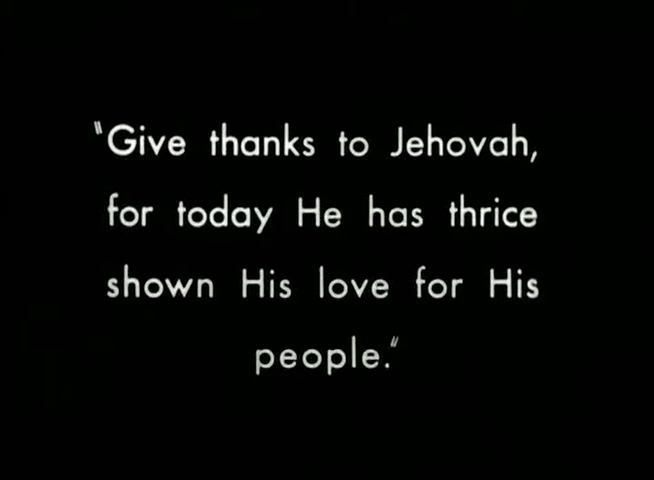 "Give thanks to Jehovah,
for today He has thrice
shown His love for His
people."